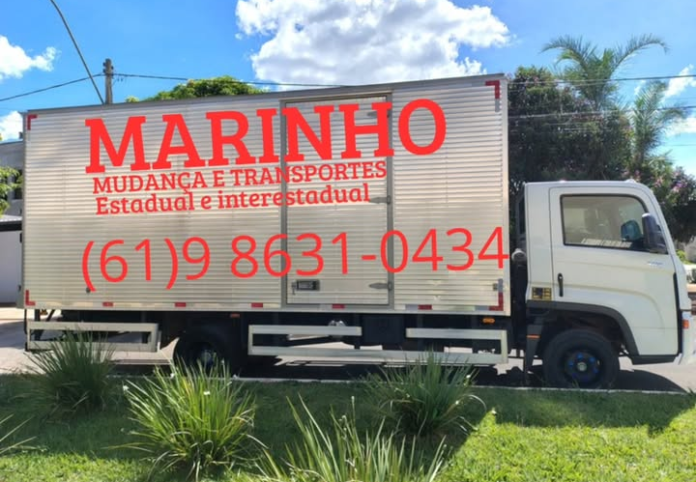 MARINHO
MUDANÇA E TRANSPORTES
Estadual e interestadual
(61)9 8631-0434